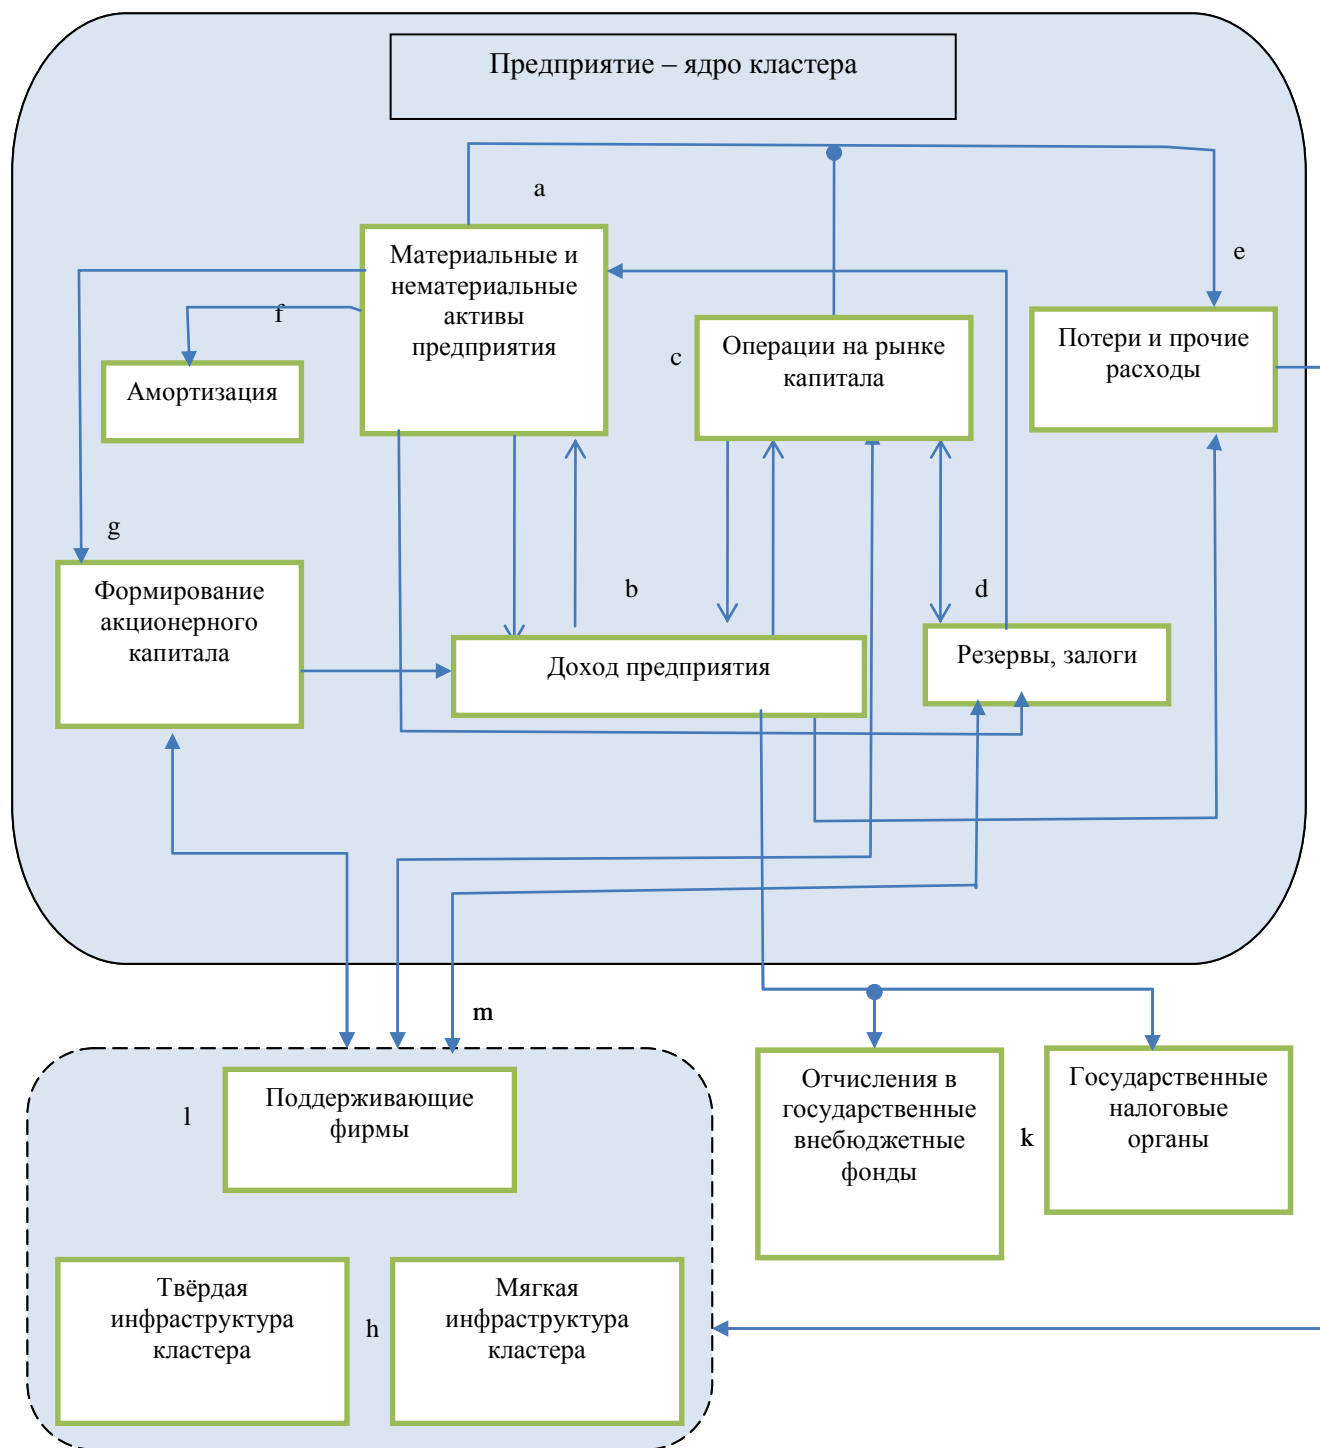 Предприятие – ядро кластера
a
Материальные и
нематериальные
активы
предприятия
e
f
c
Операции на рынке
капитала
Потери и прочие
расходы
Амортизация
g
Формирование
акционерного
капитала
b
d
Доход предприятия
Резервы, залоги
m
l
Поддерживающие
фирмы
Отчисления в
государственные
внебюджетные
фонды
k
Государственные
налоговые
органы
Твёрдая
инфраструктура
кластера
h
Мягкая
инфраструктура
кластера